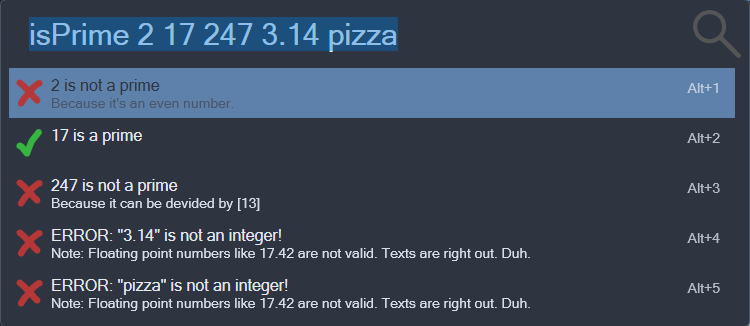 isPrime 2 17 247 3.14 pizza
2 is not a prime
Alt+1
Because it's an even number.
17 is a prime
Alt+2
247 is not a prime
Alt+3
Because it can be devided by [13]
ERROR: "3.14" is not an integer!
Alt+4
Note: Floating point numbers like 17.42 are not valid. Texts are right out. Duh.
ERROR: "pizza" is not an integer!
Alt+5
Note: Floating point numbers like 17.42 are not valid. Texts are right out. Duh.